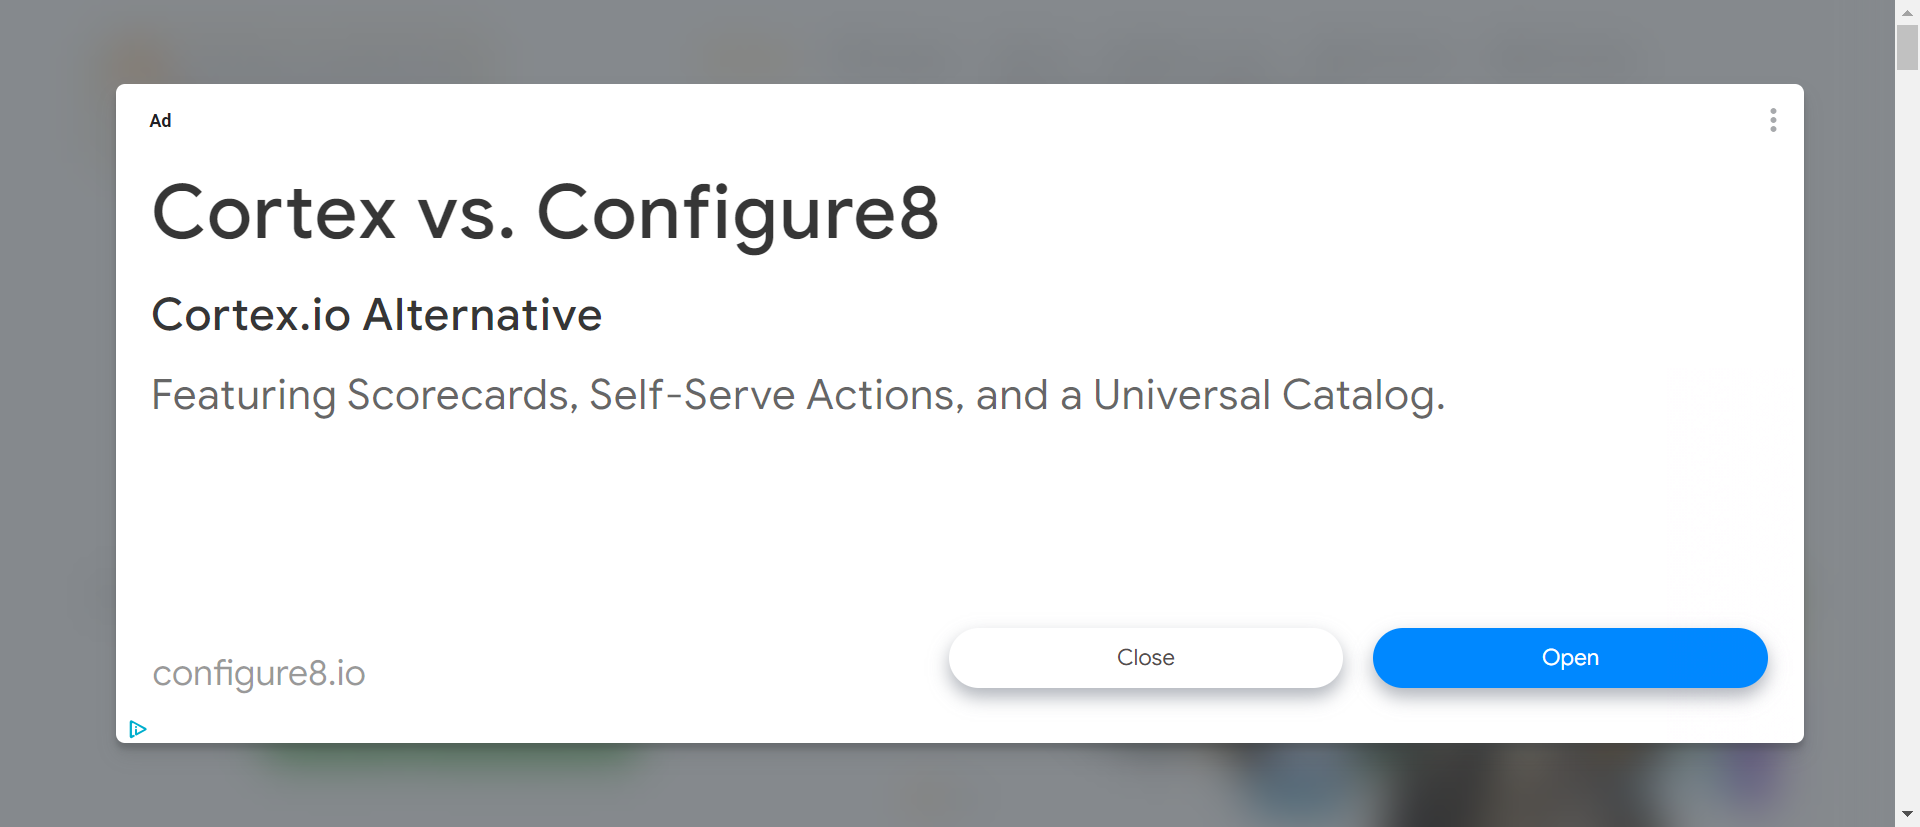 Ad
Cortex vs. Configure8
Cortex.io Alternative
Featuring Scorecards, Self-Serve Actions, and a Universal Catalog.
Close
Open
configure8.io